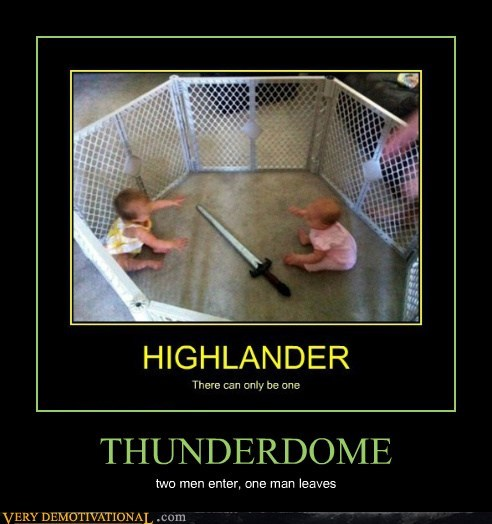 HIGHLANDER
There can only be one
THUNDERDOME
two men enter, one man leaves
VERY DEMOTIVATIONAL.com